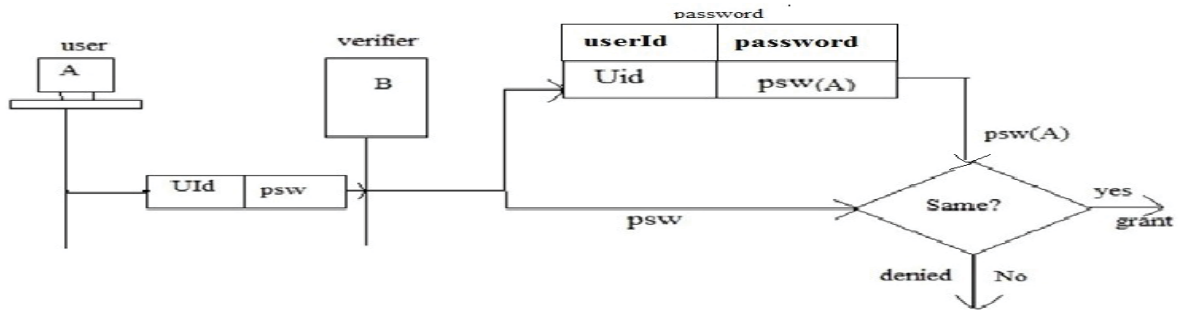 password
user
verifier
userId password
A
B
Uid psw(A)
psw(A)
UId psw
yes
Same?
psw
grant
denied No